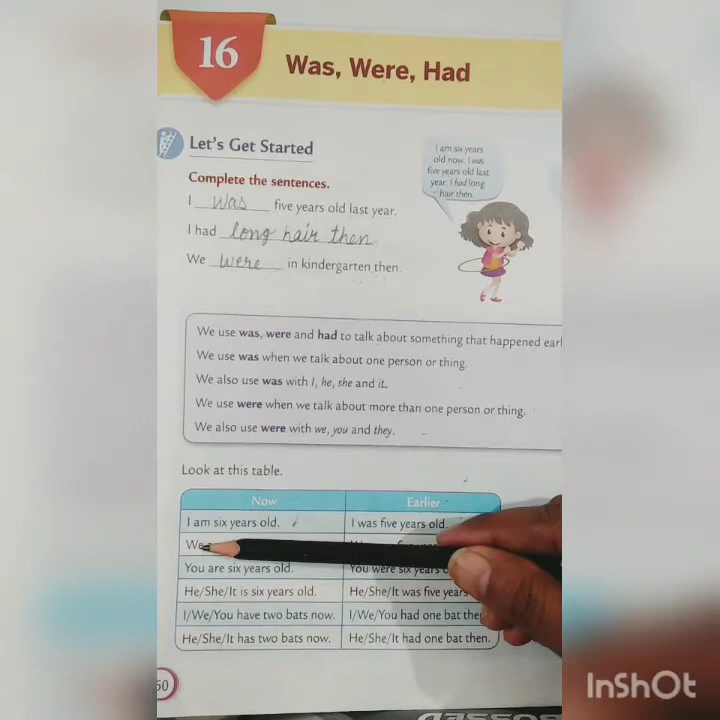 16
Was, Were, Had
Let's Get Started
Complete the sentences.
I was five years old last year.
I had long hair then.
We were in kindergarten then.
I am six years
old now. I was
five years old last
year. I had long
hair then.
We use was, were and had to talk about something that happened earl
We use was when we talk about one person or thing.
We also use was with I, he, she and it.
We use were when we talk about more than one person or thing.
We also use were with we, you and they.
Look at this table.
Now Earlier
I am six years old. I was five years old.
We
You are six years old. You were six years
He/She/It is six years old. He/She/It was five years
I/We/You have two bats now. I/We/You had one bat then
He/She/It has two bats now. He/She/It had one bat then.
60
InShOt